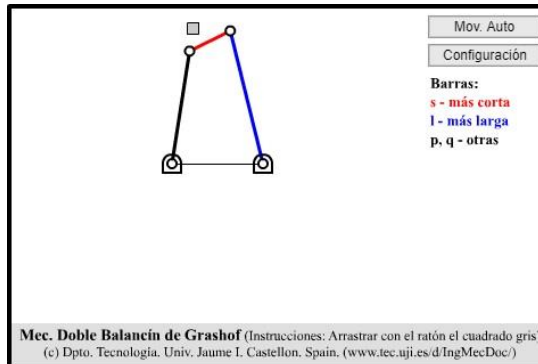 Mov. Auto
Configuración
Barras:
s - más corta
l - más larga
p, q - otras
Mec. Doble Balancín de Grashof (Instrucciones: Arrastrar con el ratón el cuadrado gris)
(c) Dpto. Tecnología. Univ. Jaume I. Castellon. Spain. (www.tec.uji.es/d/IngMecDoc/)